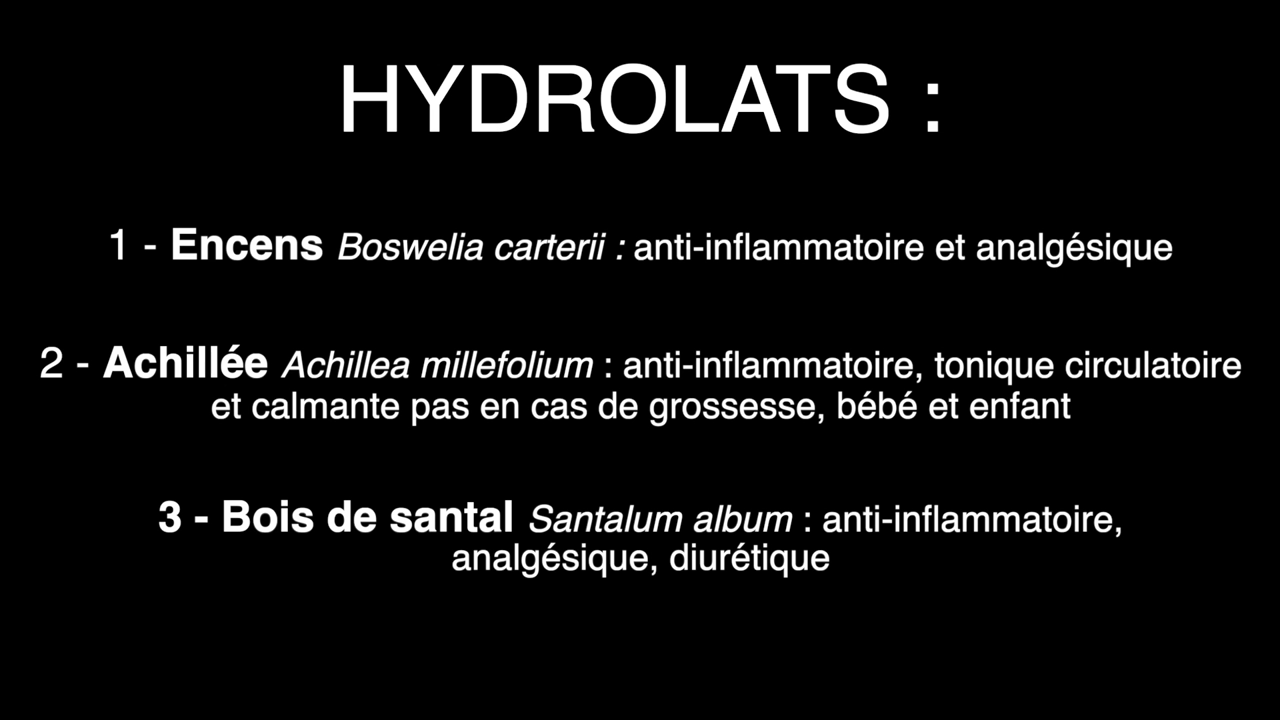 HYDROLATS :
1 - Encens Boswelia carterii : anti-inflammatoire et analgésique
2 - Achillée Achillea millefolium : anti-inflammatoire, tonique circulatoire
et calmante pas en cas de grossesse, bébé et enfant
3 - Bois de santal Santalum album : anti-inflammatoire,
analgésique, diurétique